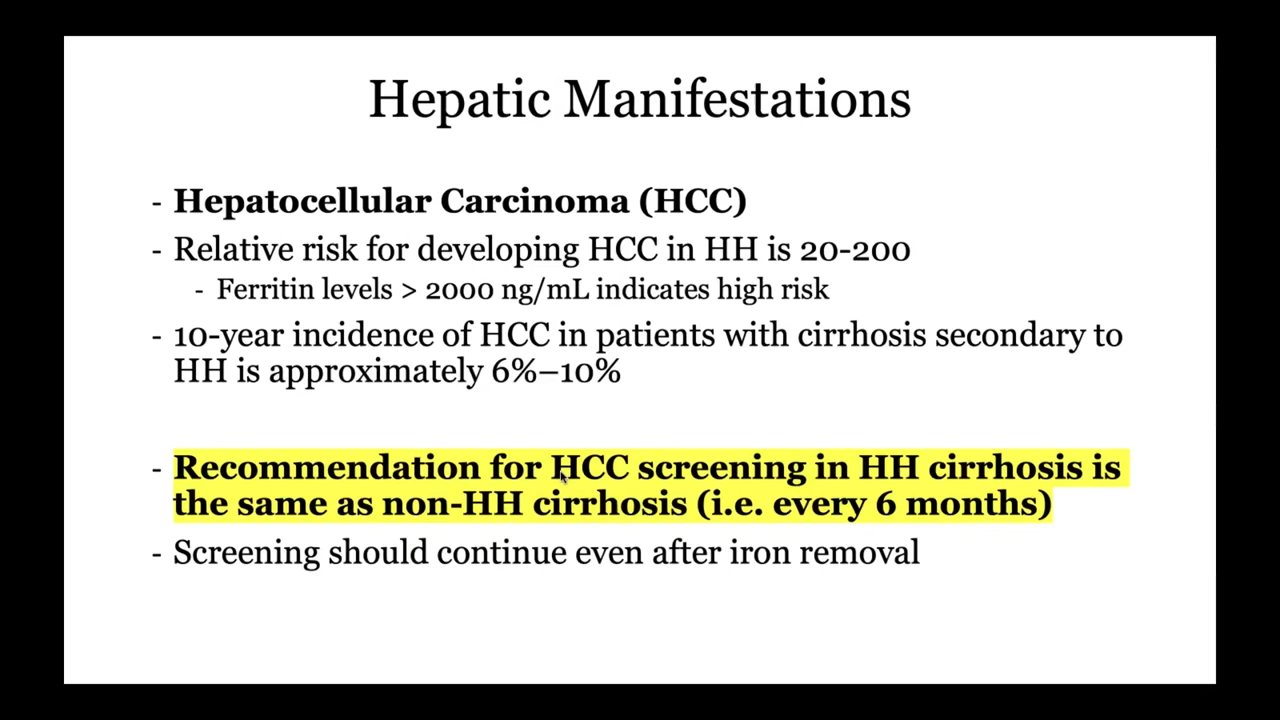 Hepatic Manifestations
- Hepatocellular Carcinoma (HCC)
- Relative risk for developing HCC in HH is 20-200
- Ferritin levels > 2000 ng/mL indicates high risk
- 10-year incidence of HCC in patients with cirrhosis secondary to
HH is approximately 6%–10%
- Recommendation for HCC screening in HH cirrhosis is
the same as non-HH cirrhosis (i.e. every 6 months)
- Screening should continue even after iron removal